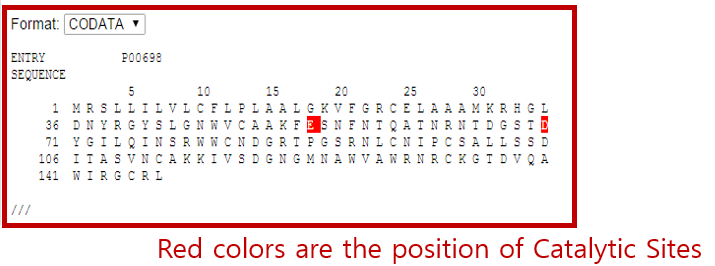 Format: CODATA
ENTRY P00698
SEQUENCE
5 10 15 20 25 30
1 M R S L L I L V L C F L P L A A L G K V F G R C E L A A A M K R H G L
36 D N Y R G Y S L G N W V C A A K F E S N F N T Q A T N R N T D G S T D
71 Y G I L Q I N S R W W C N D G R T P G S R N L C N I P C S A L L S S D
106 I T A S V N C A K K I V S D G N G M N A W V A W R N R C K G T D V Q A
141 W I R G C R L
///
Red colors are the position of Catalytic Sites